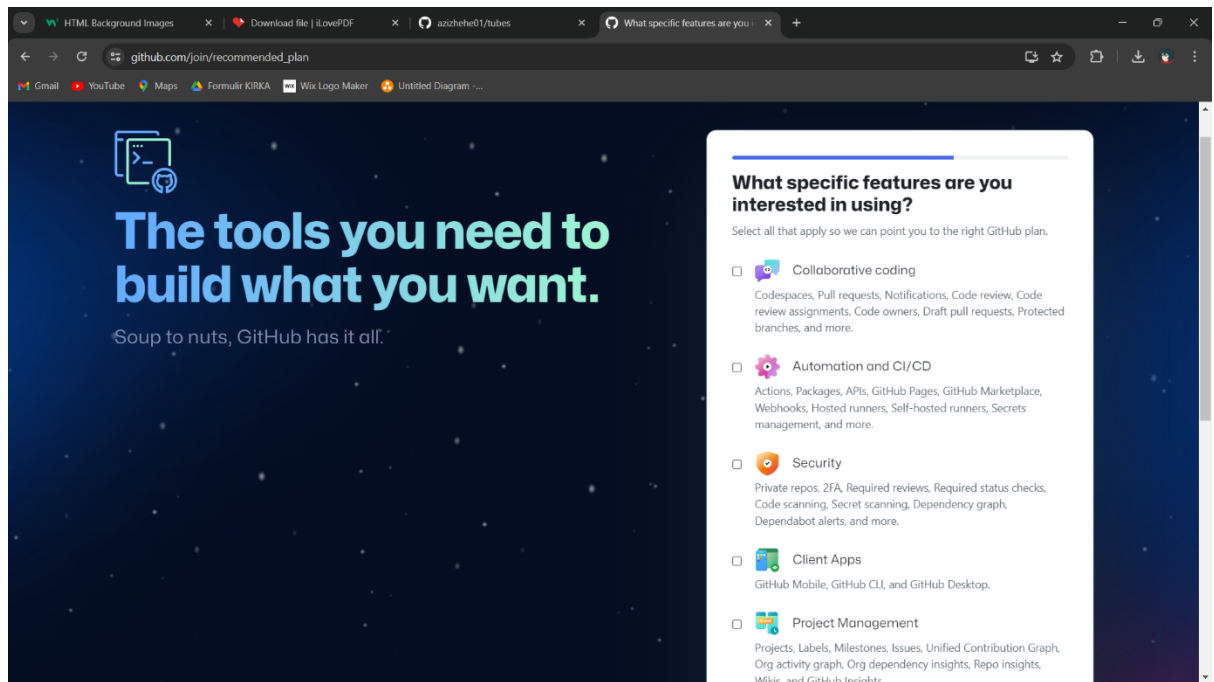 HTML Background Images
Download file | iLovePDF
azizhehe01/tubes
What specific features are you i
github.com/join/recommended_plan
Gmail
YouTube
Maps
Formulir KIRKA
WIX
Wix Logo Maker
Untitled Diagram -...
The tools you need to
build what you want.
Soup to nuts, GitHub has it all.
What specific features are you
interested in using?
Select all that apply so we can point you to the right GitHub plan.
Collaborative coding
Codespaces, Pull requests, Notifications, Code review, Code
review assignments, Code owners, Draft pull requests, Protected
branches, and more.
Automation and CI/CD
Actions, Packages, APIs, GitHub Pages, GitHub Marketplace,
Webhooks, Hosted runners, Self-hosted runners, Secrets
management, and more.
Security
Private repos, 2FA, Required reviews, Required status checks,
Code scanning, Secret scanning, Dependency graph,
Dependabot alerts, and more.
Client Apps
GitHub Mobile, GitHub CLI, and GitHub Desktop.
Project Management
Projects, Labels, Milestones, Issues, Unified Contribution Graph,
Org activity graph, Org dependency insights, Repo insights,
Wikis, and GitHub Insights